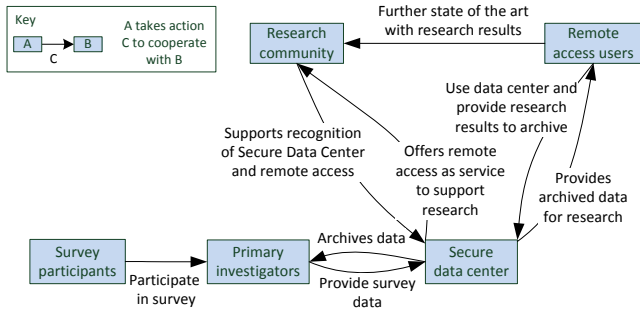 Key
A
B
C
A takes action
C to cooperate
with B
Research
community
Further state of the art
with research results
Remote
access users
Use data center and
provide research
results to archive
Supports recognition
of Secure Data Center
and remote access
Offers remote
access as service
to support
research
Provides
archived data
for research
Survey
participants
Participate
in survey
Primary
investigators
Archives data
Provide survey
data
Secure
data center